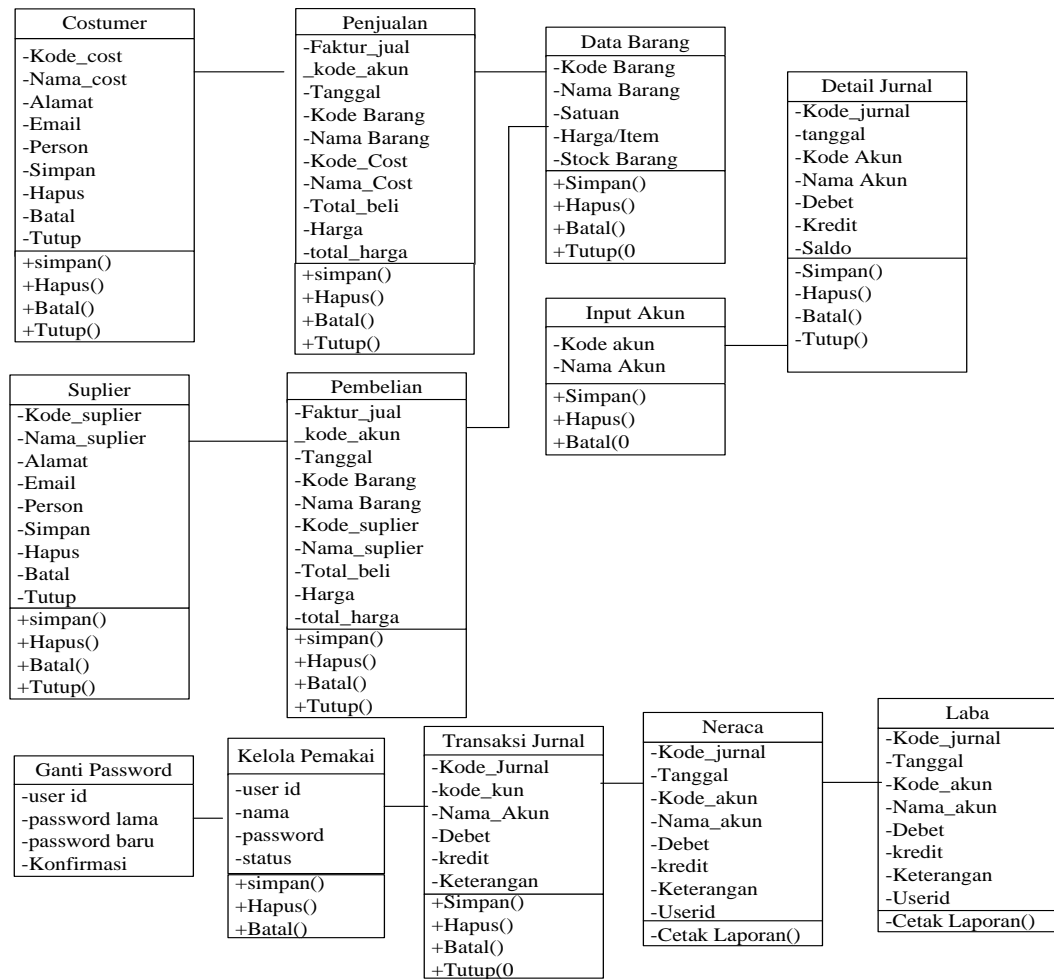 Costumer
-Kode_cost
-Nama_cost
-Alamat
-Email
-Person
-Simpan
-Hapus
-Batal
-Tutup
+simpan()
+Hapus()
+Batal()
+Tutup()
Penjualan
-Faktur_jual
_kode_akun
-Tanggal
-Kode Barang
-Nama Barang
-Kode_Cost
-Nama_Cost
-Total_beli
-Harga
-total_harga
+simpan()
+Hapus()
+Batal()
+Tutup()
Data Barang
-Kode Barang
-Nama Barang
-Satuan
-Harga/Item
-Stock Barang
+Simpan()
+Hapus()
+Batal()
+Tutup(0
Detail Jurnal
-Kode_jurnal
-tanggal
-Kode Akun
-Nama Akun
-Debet
-Kredit
-Saldo
-Simpan()
-Hapus()
-Batal()
-Tutup()
Input Akun
-Kode akun
-Nama Akun
+Simpan()
+Hapus()
+Batal(0
Suplier
-Kode_suplier
-Nama_suplier
-Alamat
-Email
-Person
-Simpan
-Hapus
-Batal
-Tutup
+simpan()
+Hapus()
+Batal()
+Tutup()
Pembelian
-Faktur_jual
_kode_akun
-Tanggal
-Kode Barang
-Nama Barang
-Kode_suplier
-Nama_suplier
-Total_beli
-Harga
-total_harga
+simpan()
+Hapus()
+Batal()
+Tutup()
Ganti Password
-user id
-password lama
-password baru
-Konfirmasi
Kelola Pemakai
-user id
-nama
-password
-status
+simpan()
+Hapus()
+Batal()
Transaksi Jurnal
-Kode_Jurnal
-kode_kun
-Nama_Akun
-Debet
-kredit
-Keterangan
+Simpan()
+Hapus()
+Batal()
+Tutup(0
Neraca
-Kode_jurnal
-Tanggal
-Kode_akun
-Nama_akun
-Debet
-kredit
-Keterangan
-Userid
-Cetak Laporan()
Laba
-Kode_jurnal
-Tanggal
-Kode_akun
-Nama_akun
-Debet
-kredit
-Keterangan
-Userid
-Cetak Laporan()